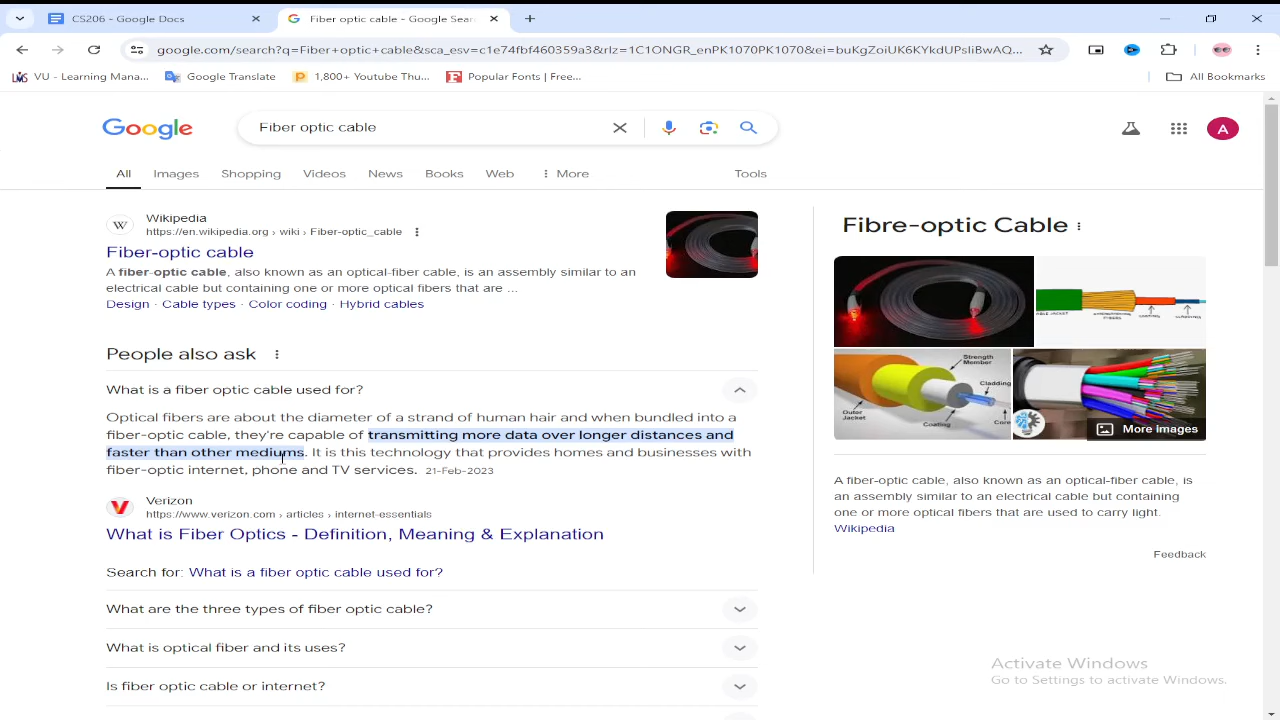 CS206 - Google Docs
Fiber optic cable - Google Sear
google.com/search?q=Fiber+optic+cable&sca_esv=c1e74fbf460359a3&rlz=1C1ONGR_enPK1070PK1070&ei=buKgZoiUK6KYkdUPsIiBwAQ...
VU - Learning Mana...
Google Translate
1,800+ Youtube Thu...
Popular Fonts | Free...
All Bookmarks
Google
Fiber optic cable
A
All
Images
Shopping
Videos
News
Books
Web
More
Tools
W
Wikipedia
https://en.wikipedia.org › wiki › Fiber-optic_cable
Fiber-optic cable
A fiber-optic cable, also known as an optical-fiber cable, is an assembly similar to an
electrical cable but containing one or more optical fibers that are ...
Design · Cable types · Color coding · Hybrid cables
People also ask
What is a fiber optic cable used for?
Optical fibers are about the diameter of a strand of human hair and when bundled into a
fiber-optic cable, they're capable of transmitting more data over longer distances and
faster than other mediums. It is this technology that provides homes and businesses with
fiber-optic internet, phone and TV services. 21-Feb-2023
Verizon
https://www.verizon.com › articles › internet-essentials
What is Fiber Optics - Definition, Meaning & Explanation
Search for: What is a fiber optic cable used for?
What are the three types of fiber optic cable?
What is optical fiber and its uses?
Is fiber optic cable or internet?
Fibre-optic Cable
Strength
Member
Cladding
Core
Outer
Jacket
Coating
More images
A fiber-optic cable, also known as an optical-fiber cable, is
an assembly similar to an electrical cable but containing
one or more optical fibers that are used to carry light.
Wikipedia
Feedback
Activate Windows
Go to Settings to activate Windows.